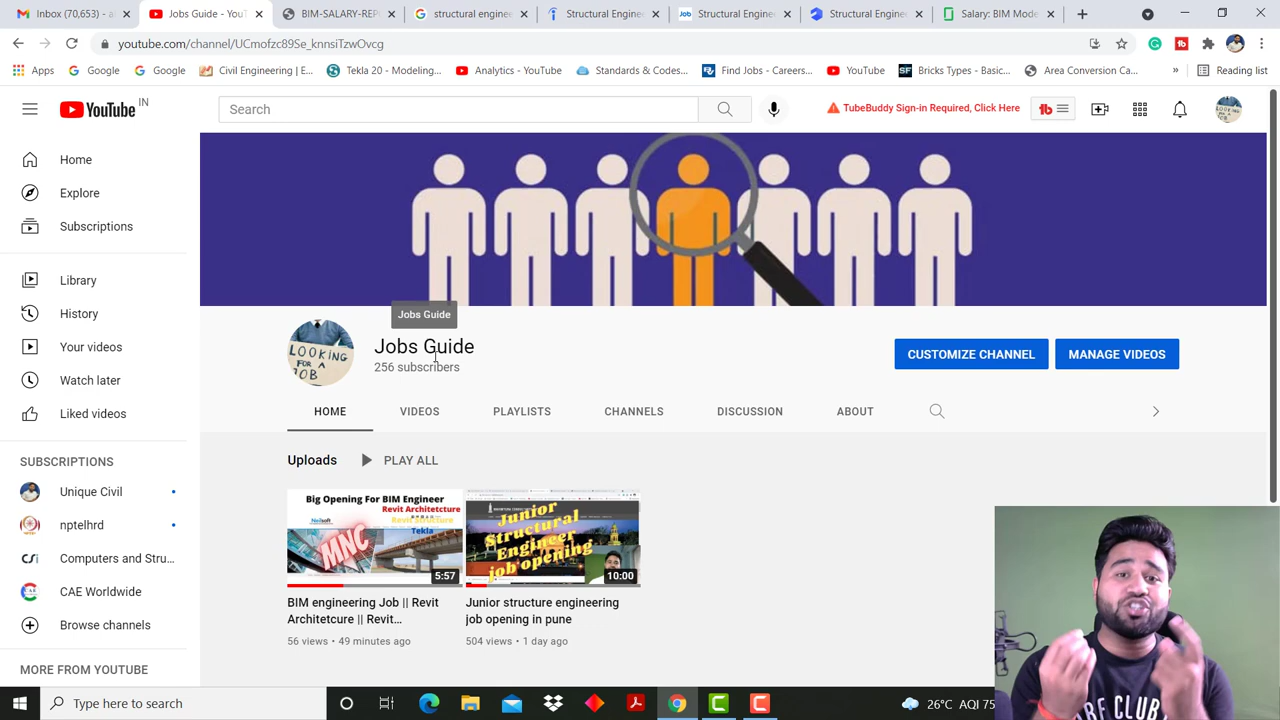 Inbox (70,653) - a
Jobs Guide - You
BIM-SALARY-REP
structural enginee
Structural Enginee
Structural Enginee
Structural Enginee
Salary: BIM Mode
youtube.com/channel/UCmofzc89Se_knnsiTzwOvcg
Apps
Google
Google
Civil Engineering | E...
Tekla 20 - Modeling...
Analytics - YouTube
Standards & Codes...
Find Jobs - Careers...
YouTube
Bricks Types - Basic...
Area Conversion Ca...
»
Reading list
YouTube IN
Search
TubeBuddy Sign-in Required, Click Here
Home
Explore
Subscriptions
Library
History
Your videos
Watch later
Liked videos
SUBSCRIPTIONS
Unique Civil
nptelhrd
Computers and Stru...
CAE Worldwide
Browse channels
MORE FROM YOUTUBE
Jobs Guide
LOOKING
FOR A
JOB
Jobs Guide
256 subscribers
CUSTOMIZE CHANNEL
MANAGE VIDEOS
HOME
VIDEOS
PLAYLISTS
CHANNELS
DISCUSSION
ABOUT
Uploads
PLAY ALL
Big Opening For BIM Engineer
Revit Architetcture
Revit Structure
Tekla
Neilsoft
MNC
5:57
Junior
Structural
Engineer
job opening
10:00
BIM engineering Job || Revit
Architetcure || Revit...
56 views • 49 minutes ago
Junior structure engineering
job opening in pune
504 views • 1 day ago
Type here to search
26°C AQI 75